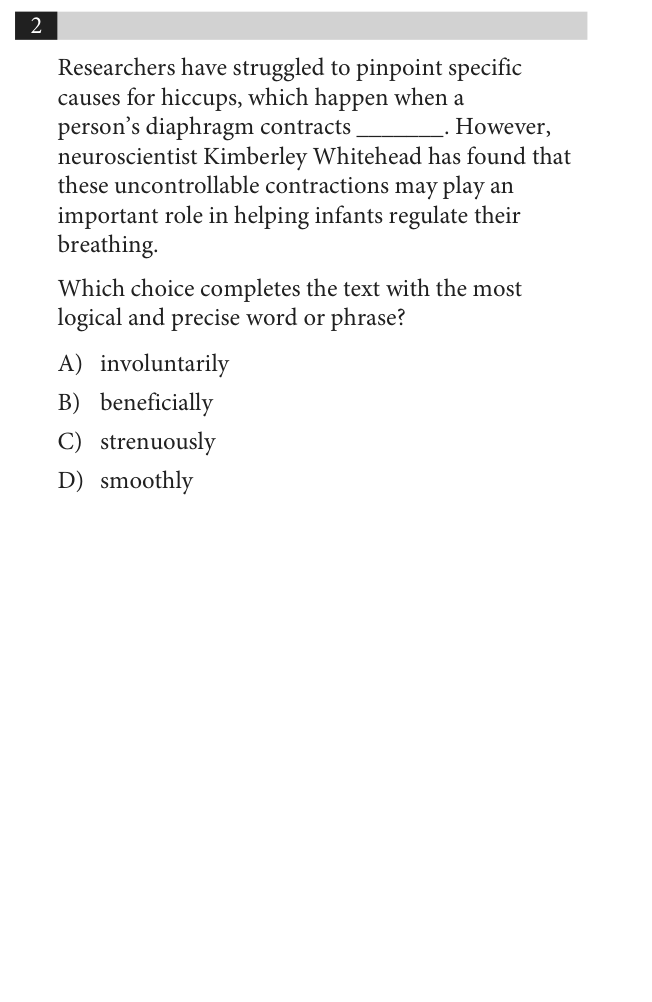 2
Researchers have struggled to pinpoint specific
causes for hiccups, which happen when a
person’s diaphragm contracts _______. However,
neuroscientist Kimberley Whitehead has found that
these uncontrollable contractions may play an
important role in helping infants regulate their
breathing.
Which choice completes the text with the most
logical and precise word or phrase?
A) involuntarily
B) beneficially
C) strenuously
D) smoothly